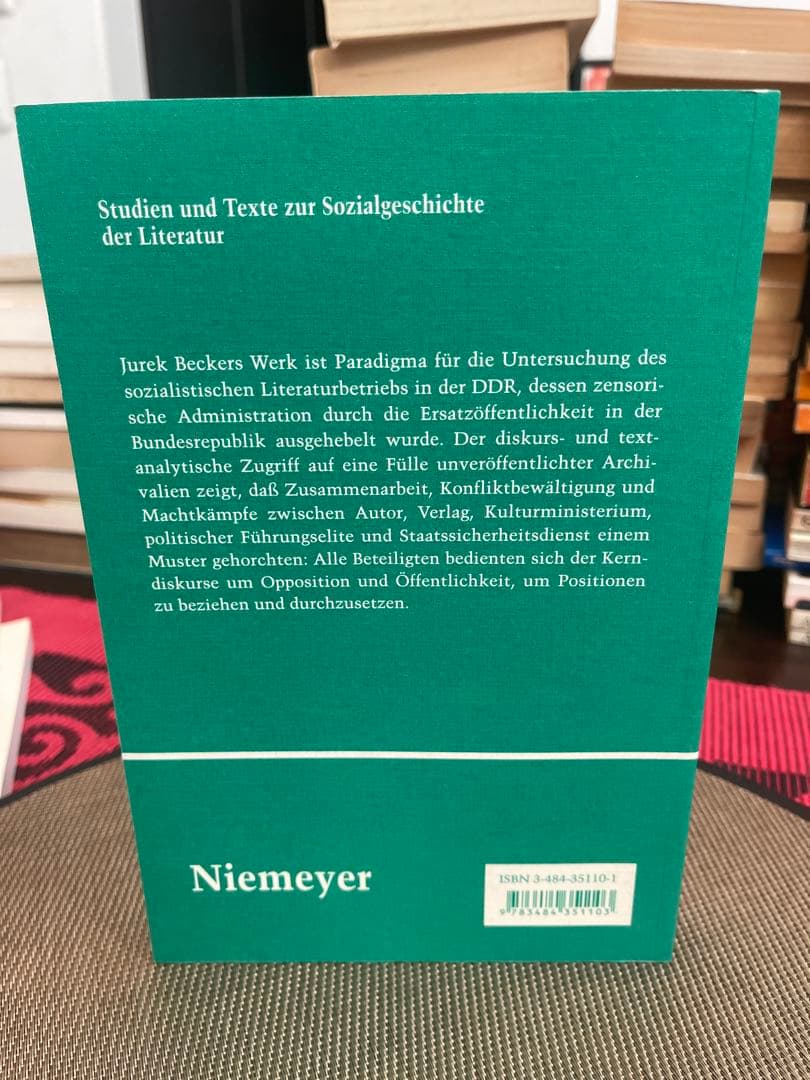 Studien und Texte zur Sozialgeschichte
der Literatur
Jurek Beckers Werk ist Paradigma für die Untersuchung des
sozialistischen Literaturbetriebs in der DDR, dessen zensori-
sche Administration durch die Ersatzöffentlichkeit in der
Bundesrepublik ausgehebelt wurde. Der diskurs- und text-
analytische Zugriff auf eine Fülle unveröffentlichter Archi-
valien zeigt, daß Zusammenarbeit, Konfliktbewältigung und
Machtkämpfe zwischen Autor, Verlag, Kulturministerium,
politischer Führungselite und Staatssicherheitsdienst einem
Muster gehorchten: Alle Beteiligten bedienten sich der Kern-
diskurse um Opposition und Öffentlichkeit, um Positionen
zu beziehen und durchzusetzen.
Niemeyer
ISBN 3-484-35110-1
9 783484 351103